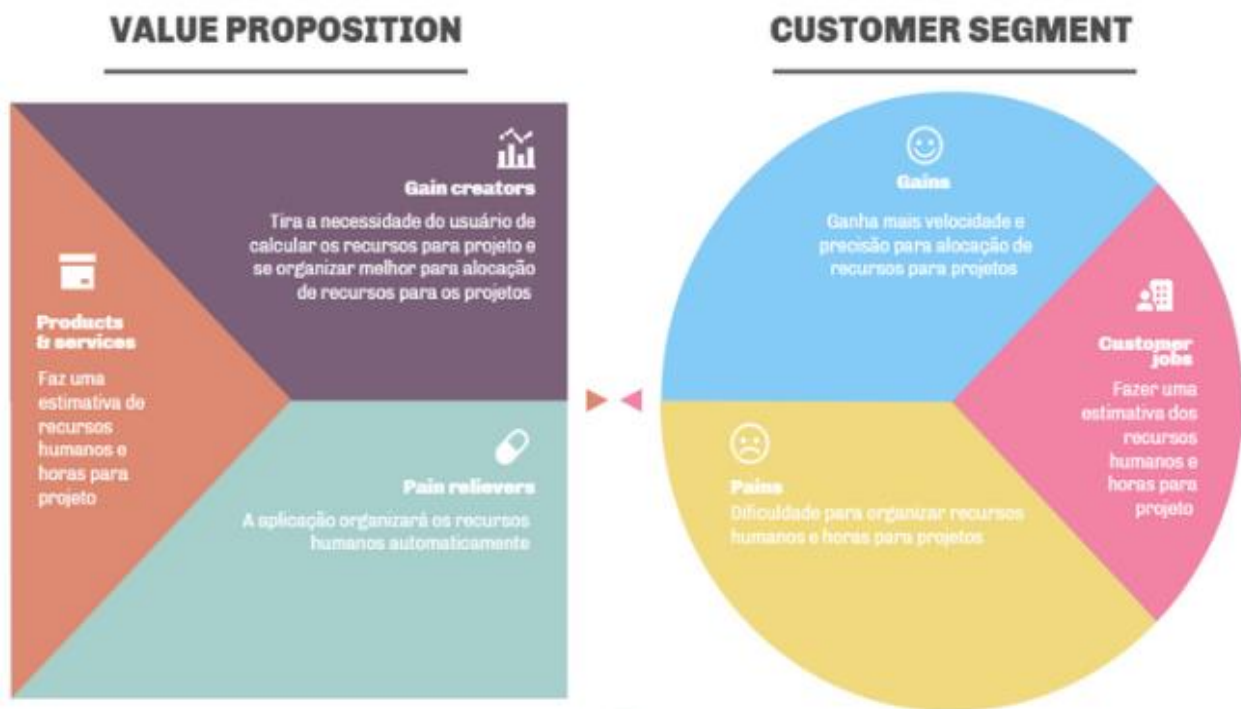 VALUE PROPOSITION
Gain creators
Tira a necessidade do usuário de
calcular os recursos para projeto e
se organizar melhor para alocação
de recursos para os projetos
Products
& services
Faz uma
estimativa de
recursos
humanos e
horas para
projeto
Pain relievers
A aplicação organizará os recursos
humanos automaticamente
CUSTOMER SEGMENT
Gains
Ganha mais velocidade e
precisão para alocação de
recursos para projetos
Customer
jobs
Fazer uma
estimativa dos
recursos
humanos e
horas para
projeto
Pains
Dificuldade para organizar recursos
humanos e horas para projetos